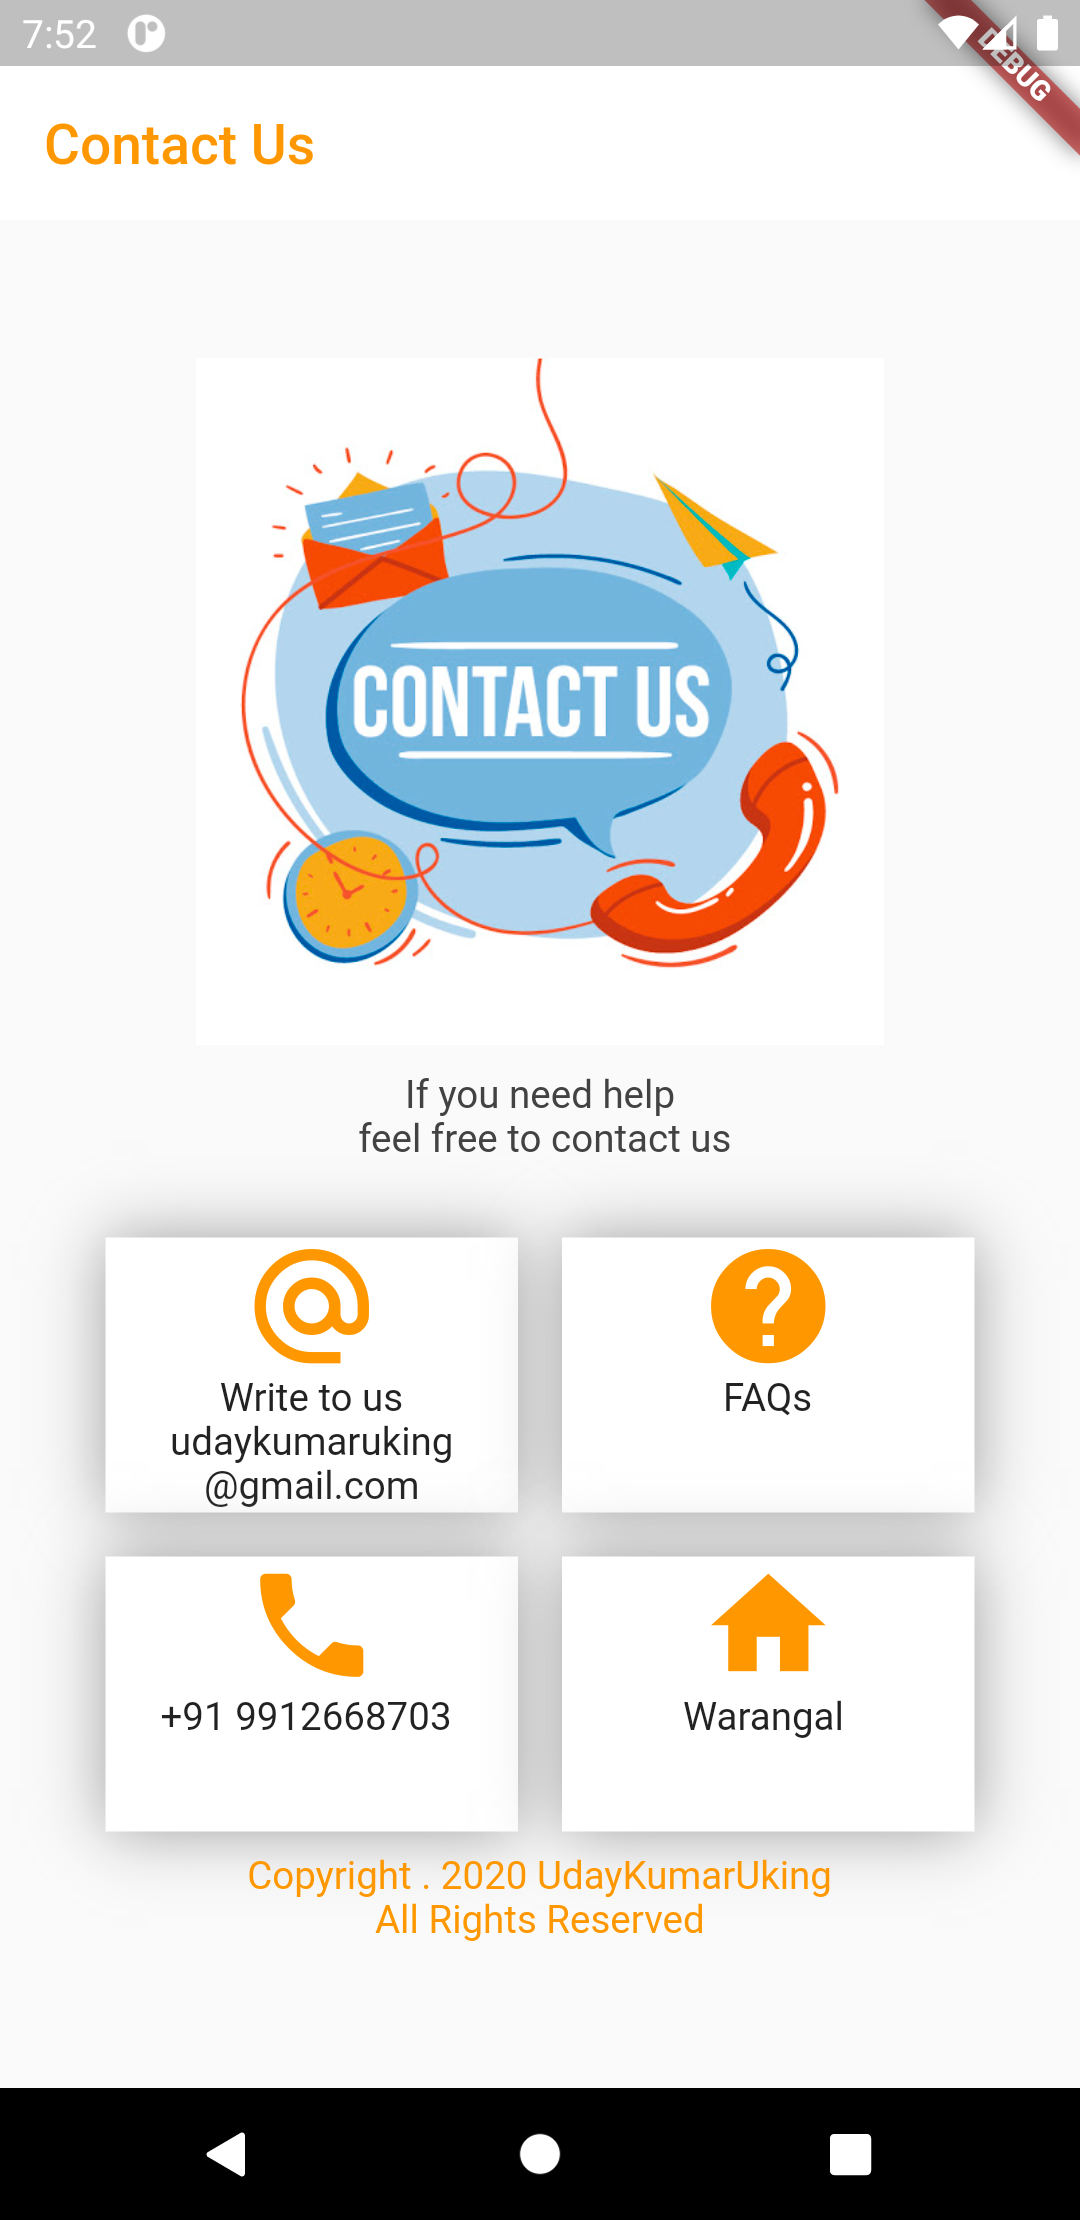 7:52
DEBUG
Contact Us
CONTACT US
If you need help
feel free to contact us
Write to us
udaykumaruking
@gmail.com
FAQs
+91 9912668703
Warangal
Copyright . 2020 UdayKumarUking
All Rights Reserved